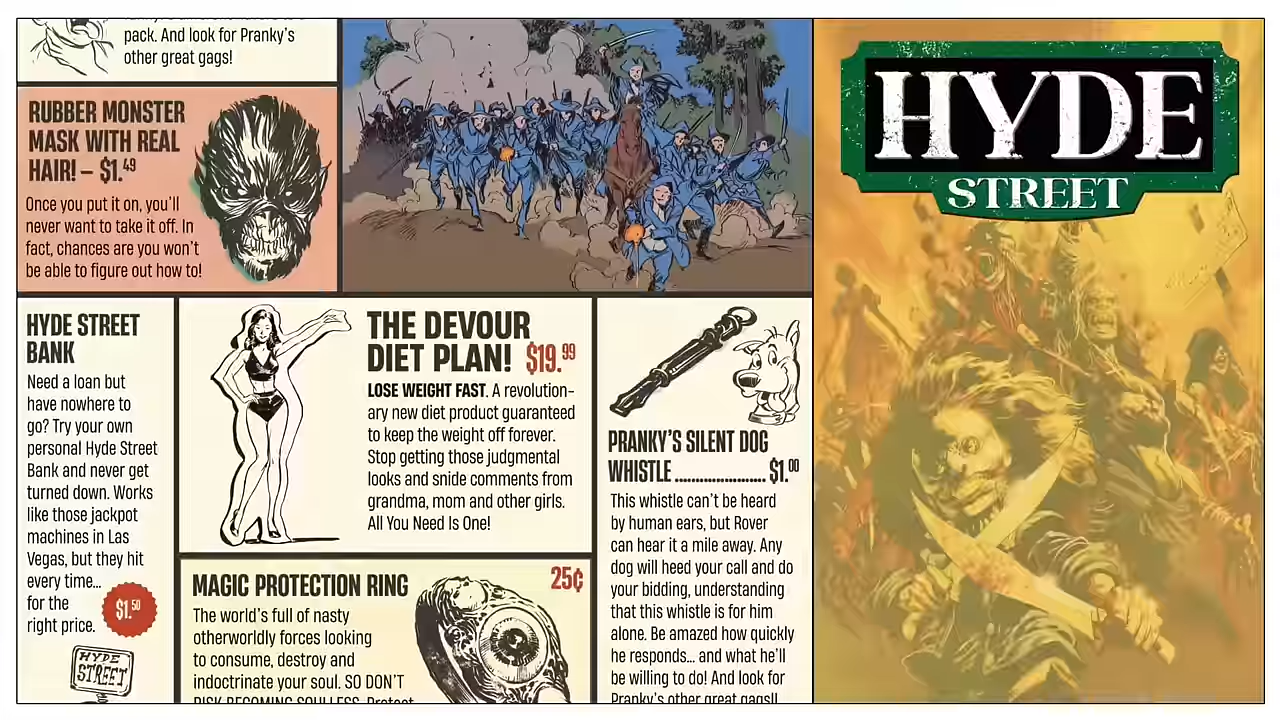 pack. And look for Pranky's
other great gags!
RUBBER MONSTER
MASK WITH REAL
HAIR! – $1.49
Once you put it on, you'll
never want to take it off. In
fact, chances are you won't
be able to figure out how to!
HYDE STREET
BANK
Need a loan but
have nowhere to
go? Try your own
personal Hyde Street
Bank and never get
turned down. Works
like those jackpot
machines in Las
Vegas, but they hit
every time...
for the
right price.
$1.50
HYDE
STREET
THE DEVOUR
DIET PLAN! $19.99
LOSE WEIGHT FAST. A revolution-
ary new diet product guaranteed
to keep the weight off forever.
Stop getting those judgmental
looks and snide comments from
grandma, mom and other girls.
All You Need Is One!
MAGIC PROTECTION RING 25¢
The world's full of nasty
otherworldly forces looking
to consume, destroy and
indoctrinate your soul. SO DON'T
RISK BECOMING SOULLESS. Protect
PRANKY'S SILENT DOG
WHISTLE ...................... $1.00
This whistle can't be heard
by human ears, but Rover
can hear it a mile away. Any
dog will heed your call and do
your bidding, understanding
that this whistle is for him
alone. Be amazed how quickly
he responds... and what he'll
be willing to do! And look for
Pranky's other great gags!!
HYDE
STREET